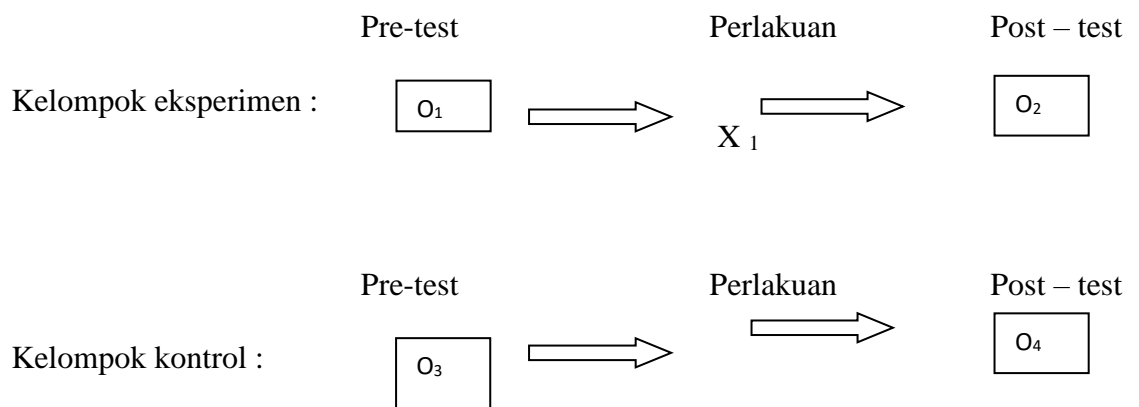 Pre-test Perlakuan Post – test
Kelompok eksperimen : O₁ O₂
X ₁
Pre-test Perlakuan Post – test
Kelompok kontrol : O₃ O₄